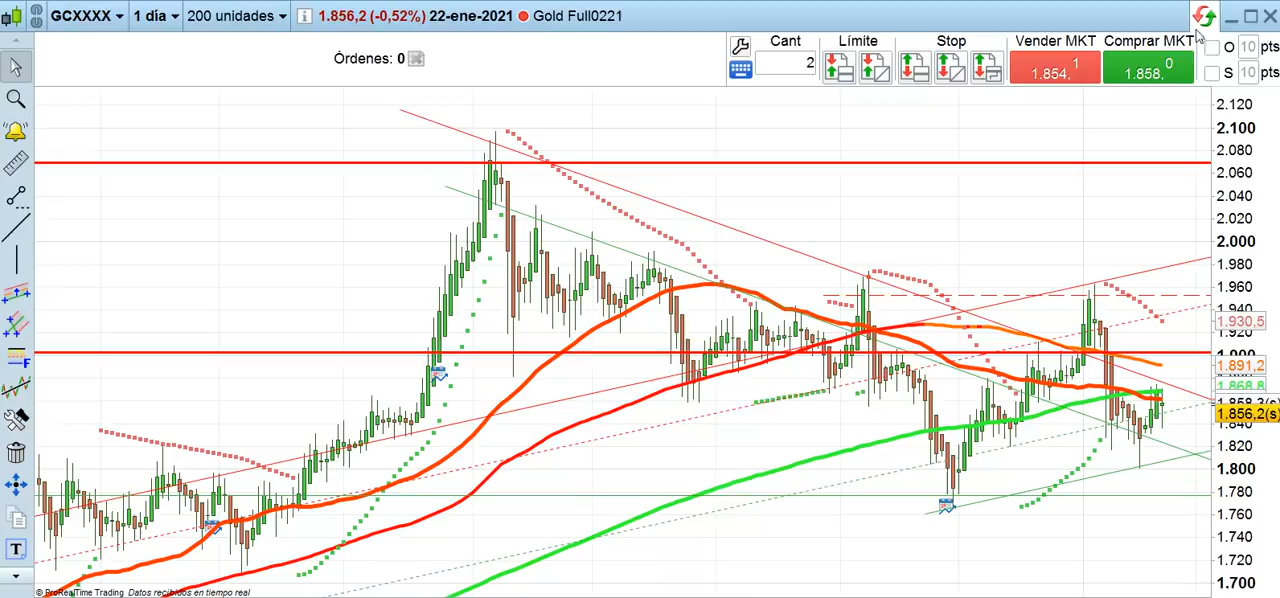 GCXXXX 1 día 200 unidades i 1.856,2 (-0,52%) 22-ene-2021 Gold Full0221
Órdenes: 0
Cant Límite Stop Vender MKT Comprar MKT O 10 pts
2 1.854, 1 1.858, 0 S 10 pts
2.120
2.100
2.080
2.060
2.040
2.020
2.000
1.980
1.960
1.940
1.930,5
1.920
1.900
1.891,2
1.868,8
1.856,2(s)
1.840
1.820
1.800
1.780
1.760
1.740
1.720
1.700
F
T
© ProRealTime Trading Datos recibidos en tiempo real